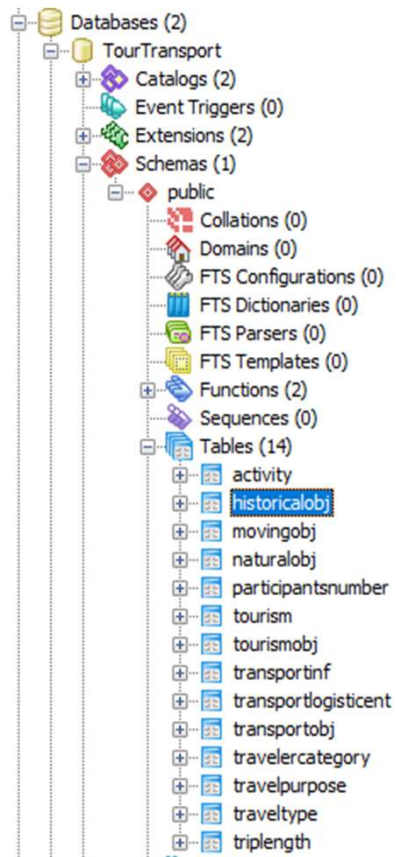 Databases (2)
TourTransport
Catalogs (2)
Event Triggers (0)
Extensions (2)
Schemas (1)
public
Collations (0)
Domains (0)
FTS Configurations (0)
FTS Dictionaries (0)
FTS Parsers (0)
FTS Templates (0)
Functions (2)
Sequences (0)
Tables (14)
activity
historicalobj
movingobj
naturalobj
participantsnumber
tourism
tourismobj
transportinf
transportlogisticent
transportobj
travelercategory
travelpurpose
traveltype
triplength